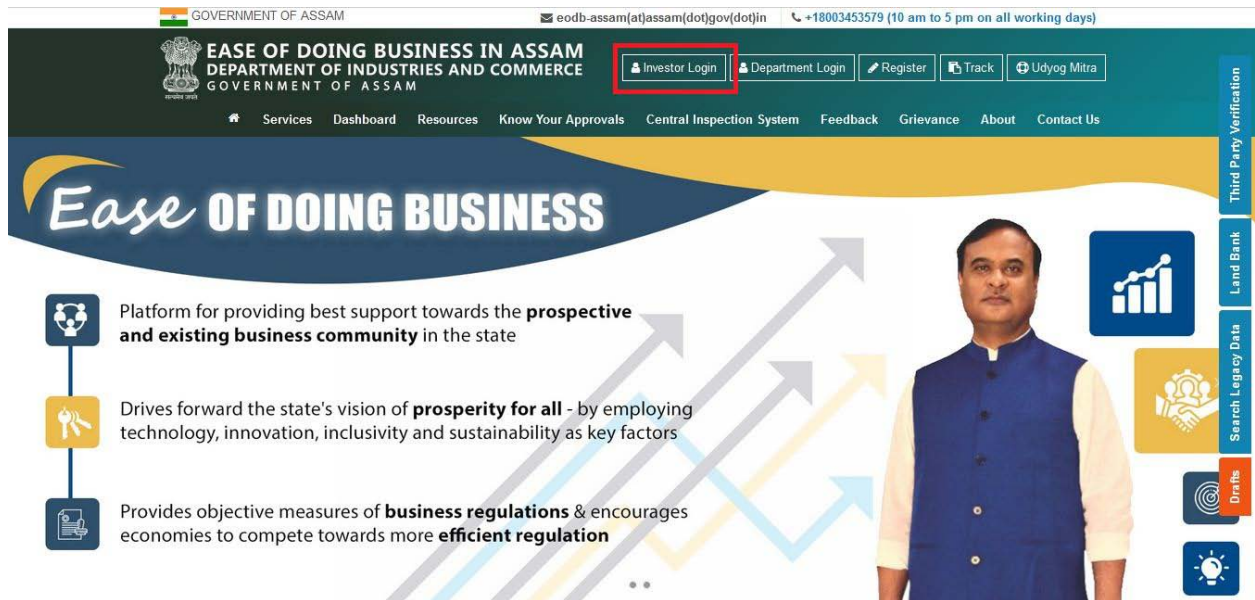 GOVERNMENT OF ASSAM
eodb-assam(at)assam(dot)gov(dot)in
+18003453579 (10 am to 5 pm on all working days)
EASE OF DOING BUSINESS IN ASSAM
DEPARTMENT OF INDUSTRIES AND COMMERCE
GOVERNMENT OF ASSAM
सत्यमेव जयते
Investor Login
Department Login
Register
Track
Udyog Mitra
Services Dashboard Resources Know Your Approvals Central Inspection System Feedback Grievance About Contact Us
Ease OF DOING BUSINESS
Platform for providing best support towards the prospective
and existing business community in the state
Drives forward the state's vision of prosperity for all - by employing
technology, innovation, inclusivity and sustainability as key factors
Provides objective measures of business regulations & encourages
economies to compete towards more efficient regulation
Third Party Verification
Land Bank
Search Legacy Data
Drafts